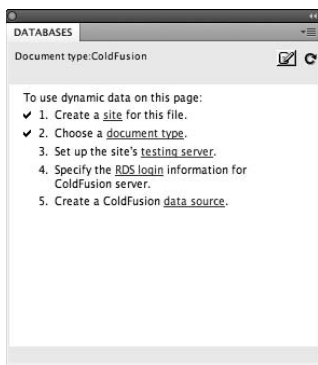 DATABASES
Document type:ColdFusion
To use dynamic data on this page:
✔ 1. Create a site for this file.
✔ 2. Choose a document type.
3. Set up the site's testing server.
4. Specify the RDS login information for
ColdFusion server.
5. Create a ColdFusion data source.